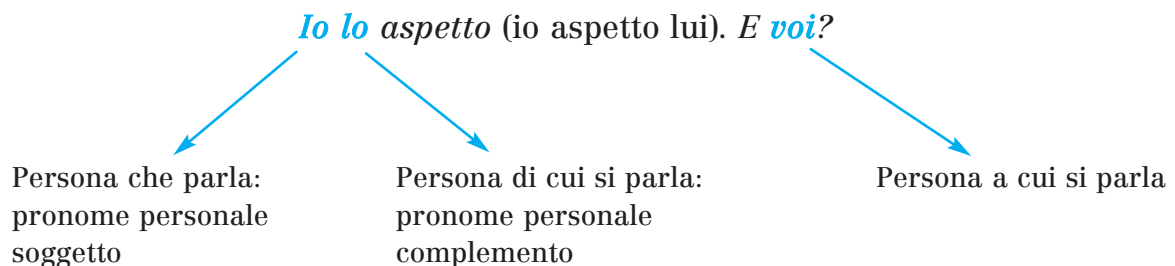 Io lo aspetto (io aspetto lui). E voi?
Persona che parla:
pronome personale
soggetto
Persona di cui si parla:
pronome personale
complemento
Persona a cui si parla